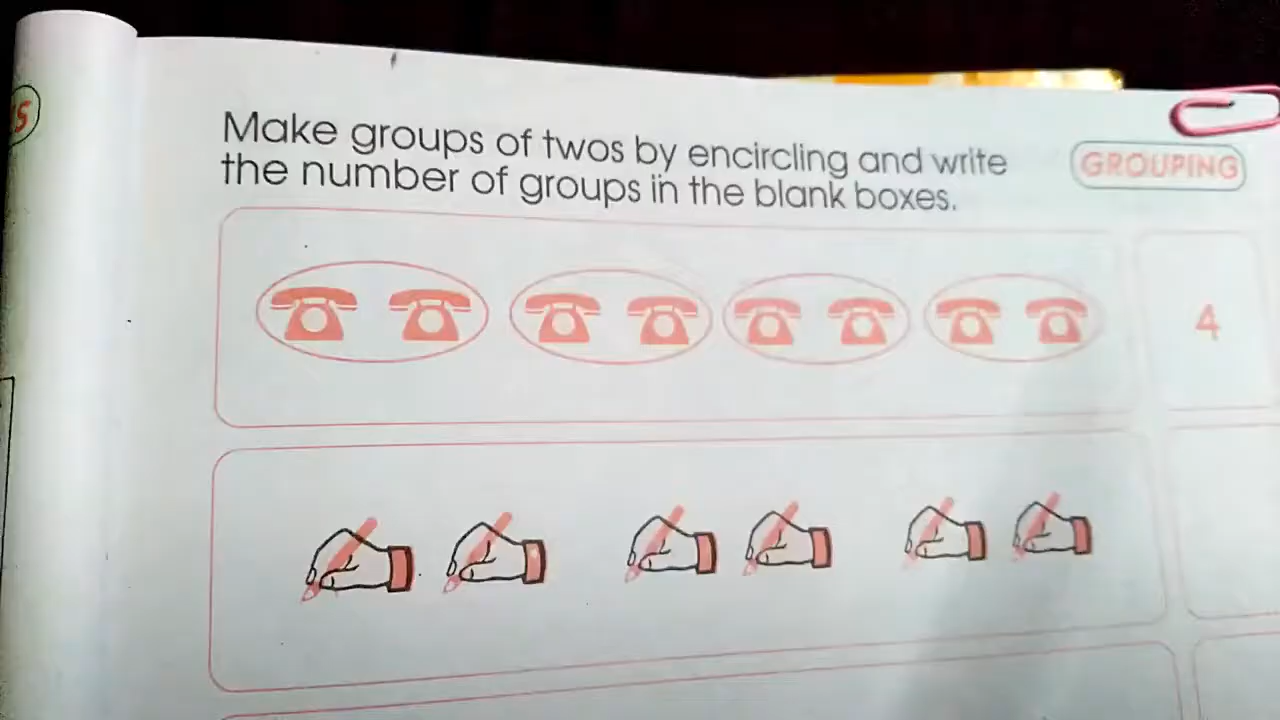 S
Make groups of twos by encircling and write
the number of groups in the blank boxes.
GROUPING
4